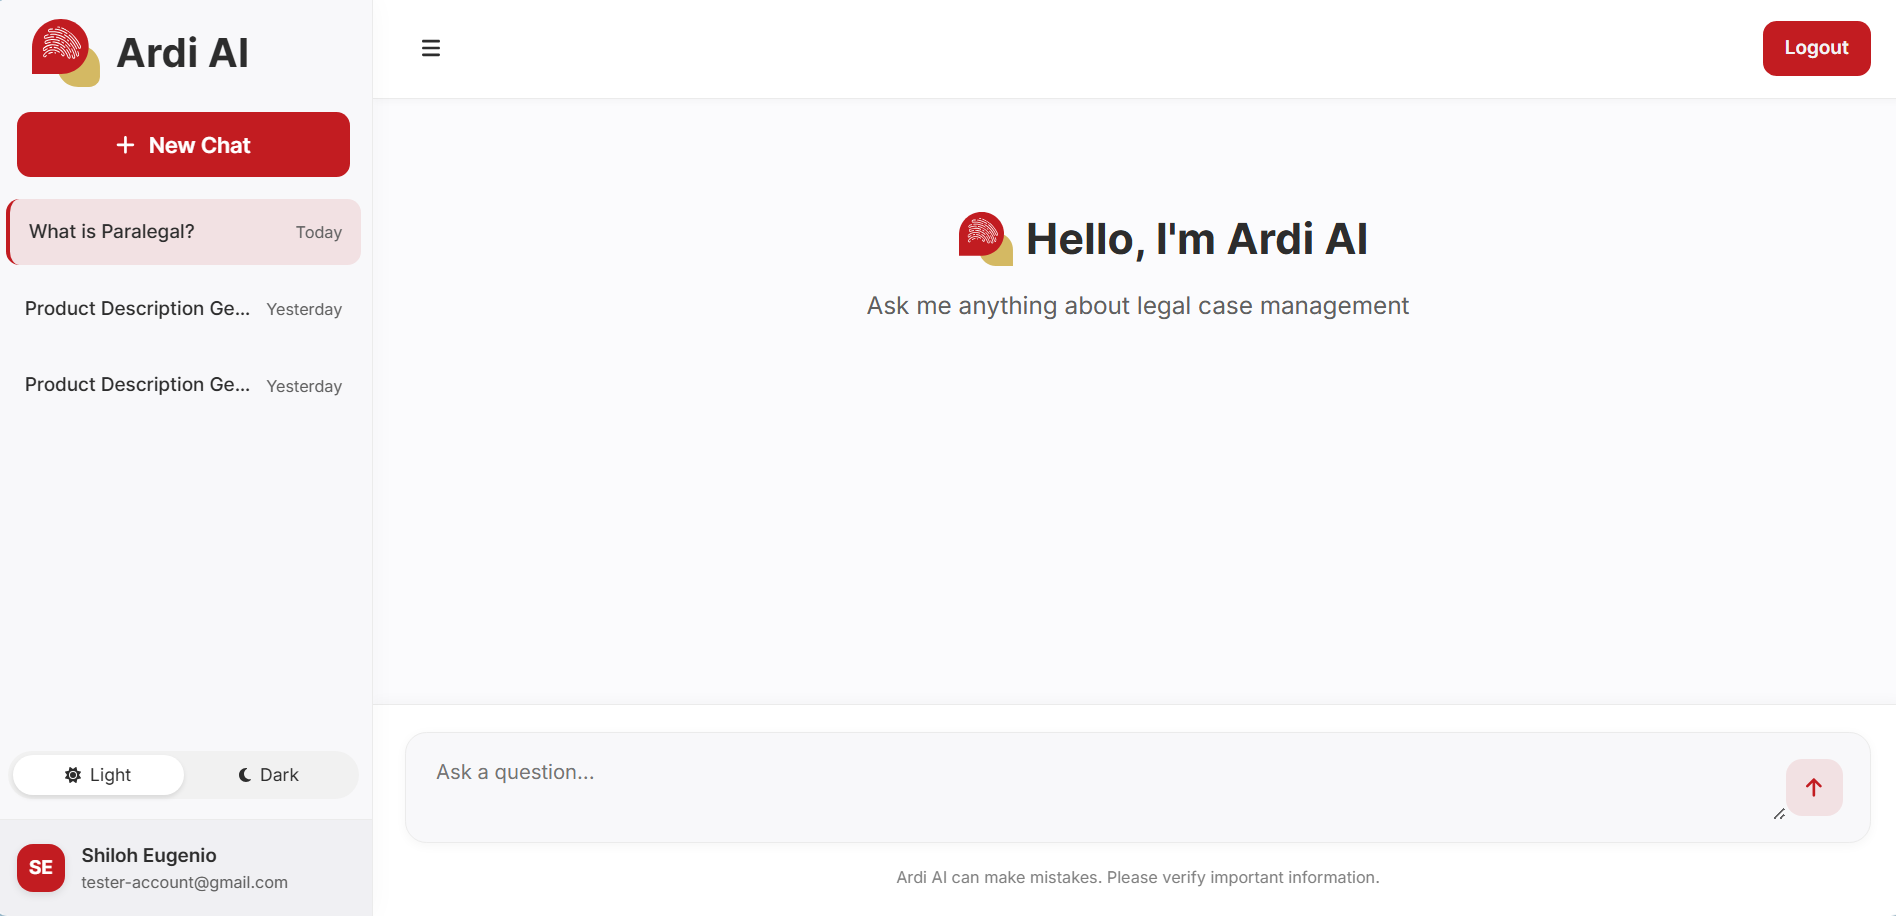 Ardi AI
Logout
New Chat
What is Paralegal? Today
Product Description Ge... Yesterday
Product Description Ge... Yesterday
Hello, I'm Ardi AI
Ask me anything about legal case management
Light Dark
Ask a question...
SE
Shiloh Eugenio
tester-account@gmail.com
Ardi AI can make mistakes. Please verify important information.